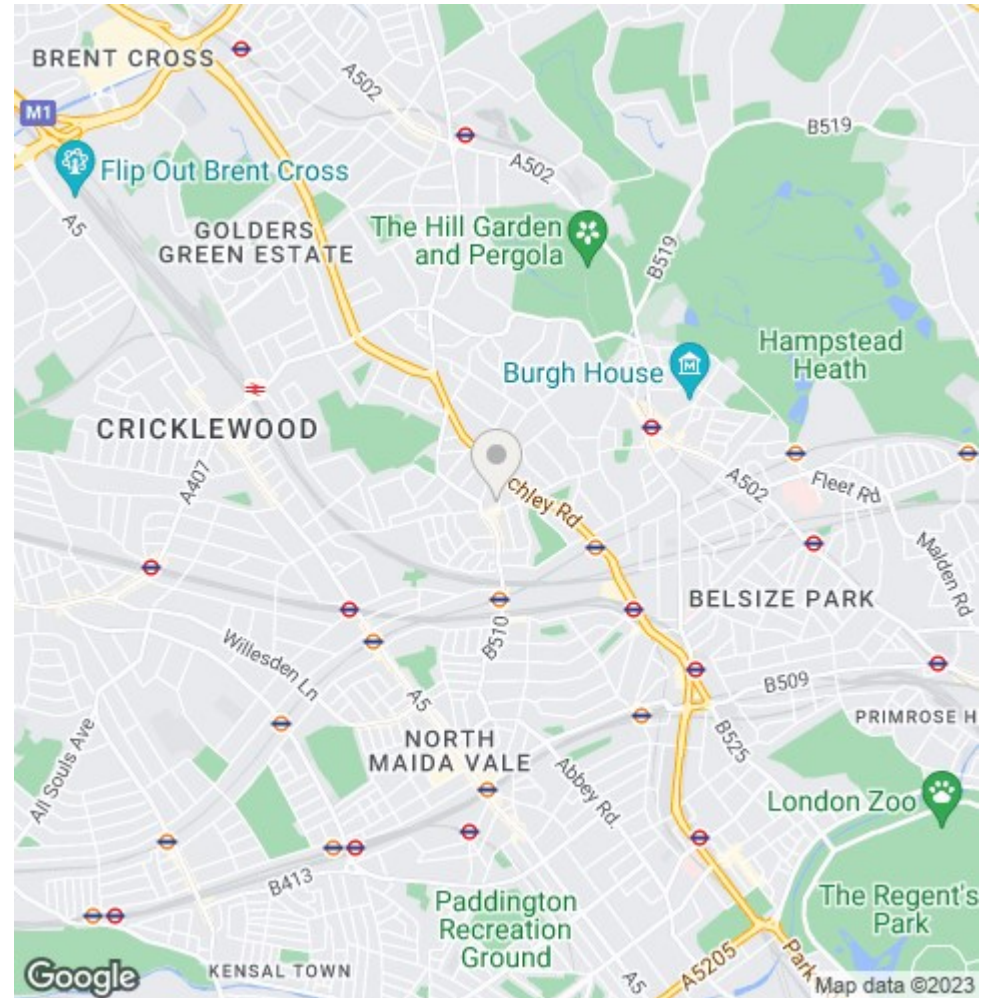 BRENT CROSS
A502
M1
B519
A502
Flip Out Brent Cross
A5
The Hill Garden
and Pergola
GOLDERS
GREEN ESTATE
B519
Hampstead
Heath
Burgh House
CRICKLEWOOD
A407
A502
Fleet Rd
chley Rd
Malden Rd
BELSIZE PARK
B510
Willesden Ln
A5
B509
B525
PRIMROSE H
NORTH
MAIDA VALE
All Souls Ave
Abbey Rd.
London Zoo
B413
Paddington
Recreation
Ground
The Regent's
Park
A5205
Park
KENSAL TOWN
A5
Google
Map data ©2023